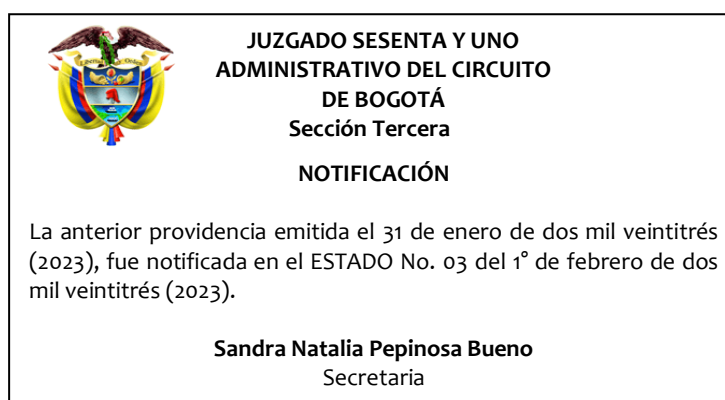 JUZGADO SESENTA Y UNO
ADMINISTRATIVO DEL CIRCUITO
DE BOGOTÁ
Sección Tercera
NOTIFICACIÓN
La anterior providencia emitida el 31 de enero de dos mil veintitrés
(2023), fue notificada en el ESTADO No. 03 del 1° de febrero de dos
mil veintitrés (2023).
Sandra Natalia Pepinosa Bueno
Secretaria